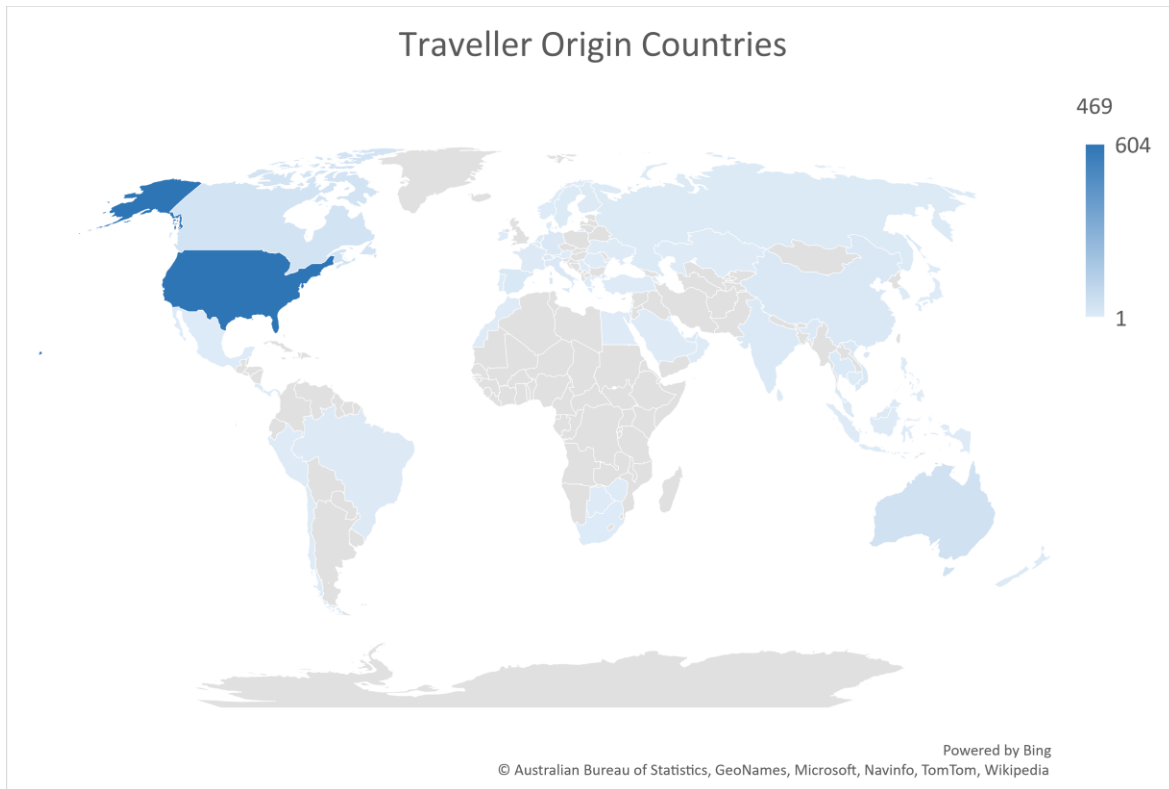 Traveller Origin Countries
469
604
1
Powered by Bing
© Australian Bureau of Statistics, GeoNames, Microsoft, Navinfo, TomTom, Wikipedia